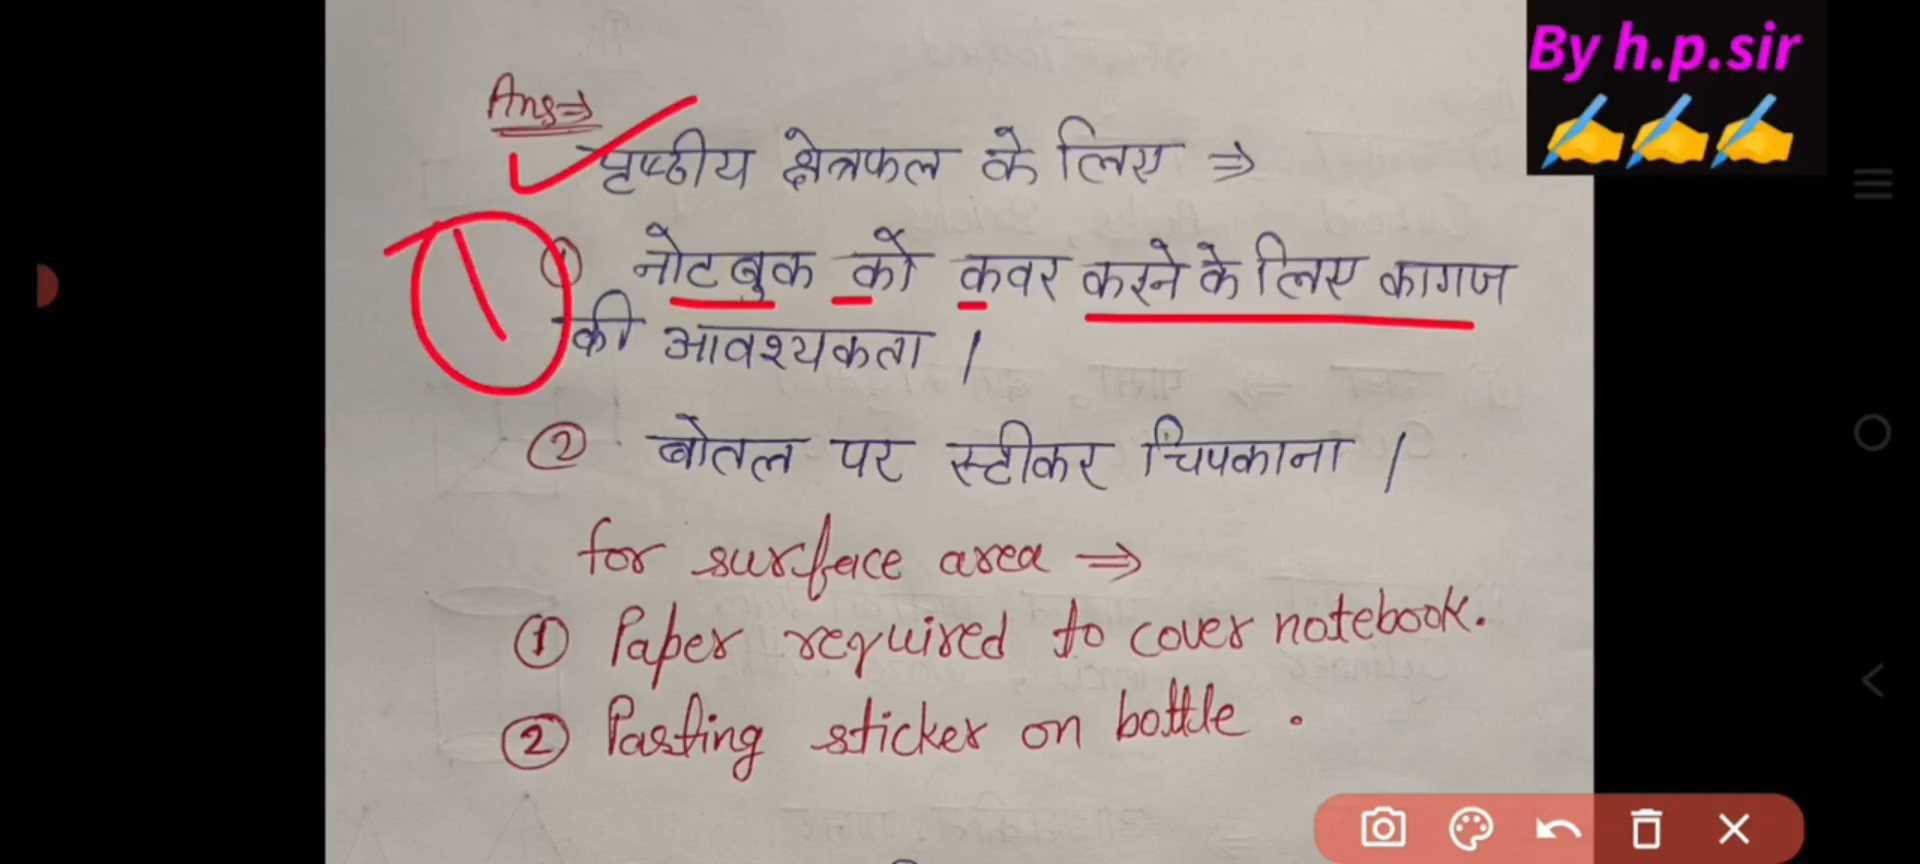 By h.p.sir
Ans⇒
पृष्ठीय क्षेत्रफल के लिए ⇒
① नोटबुक को कवर करने के लिए कागज
की आवश्यकता |
② बोतल पर स्टीकर चिपकाना |
for surface area ⇒
① Paper required to cover notebook.
② Pasting sticker on bottle .